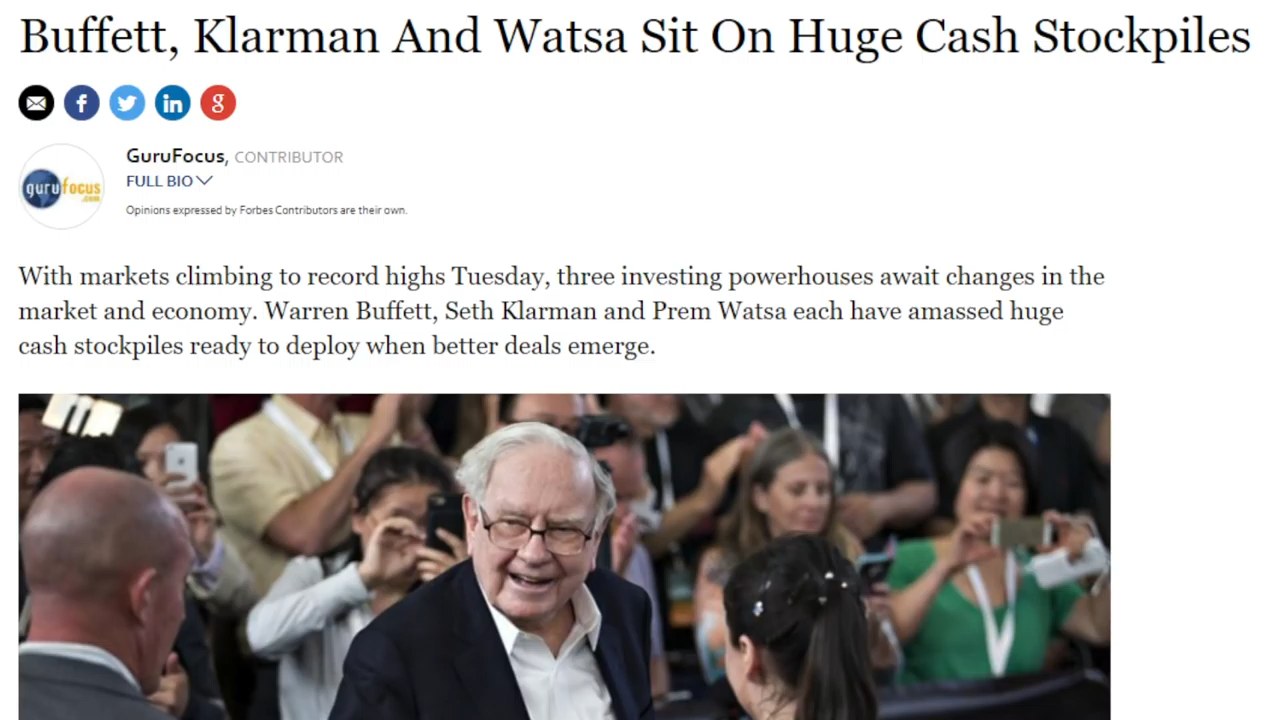 Buffett, Klarman And Watsa Sit On Huge Cash Stockpiles
f
in
g
gurufocus
.com
GuruFocus, CONTRIBUTOR
FULL BIO
Opinions expressed by Forbes Contributors are their own.
With markets climbing to record highs Tuesday, three investing powerhouses await changes in the
market and economy. Warren Buffett, Seth Klarman and Prem Watsa each have amassed huge
cash stockpiles ready to deploy when better deals emerge.